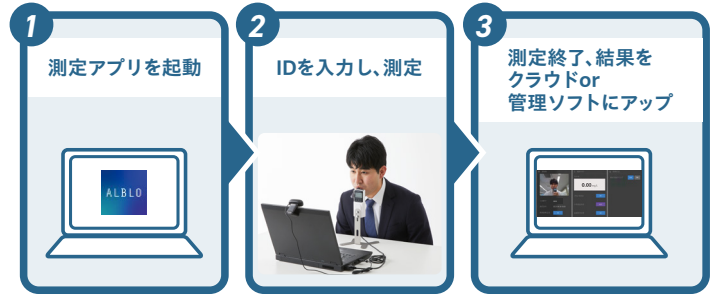 1
測定アプリを起動
ALBLO
2
IDを入力し、測定
3
測定終了、結果を
クラウドor
管理ソフトにアップ
0.00